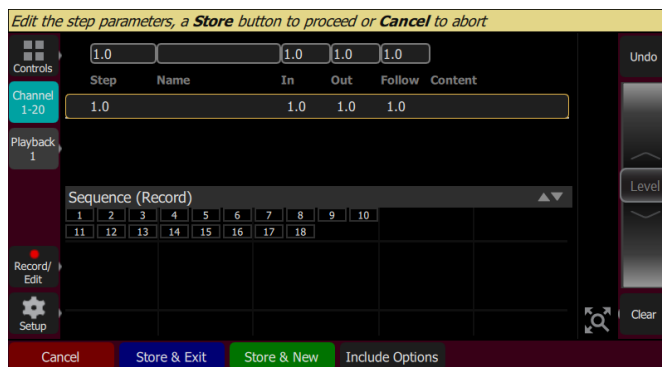 Edit the step parameters, a Store button to proceed or Cancel to abort
Controls
1.0 1.0 1.0 1.0
Undo
Step Name In Out Follow Content
Channel
1-20
1.0 1.0 1.0 1.0
Playback
1
Level
Sequence (Record)
1 2 3 4 5 6 7 8 9 10
11 12 13 14 15 16 17 18
Record/
Edit
Setup
Clear
Cancel Store & Exit Store & New Include Options